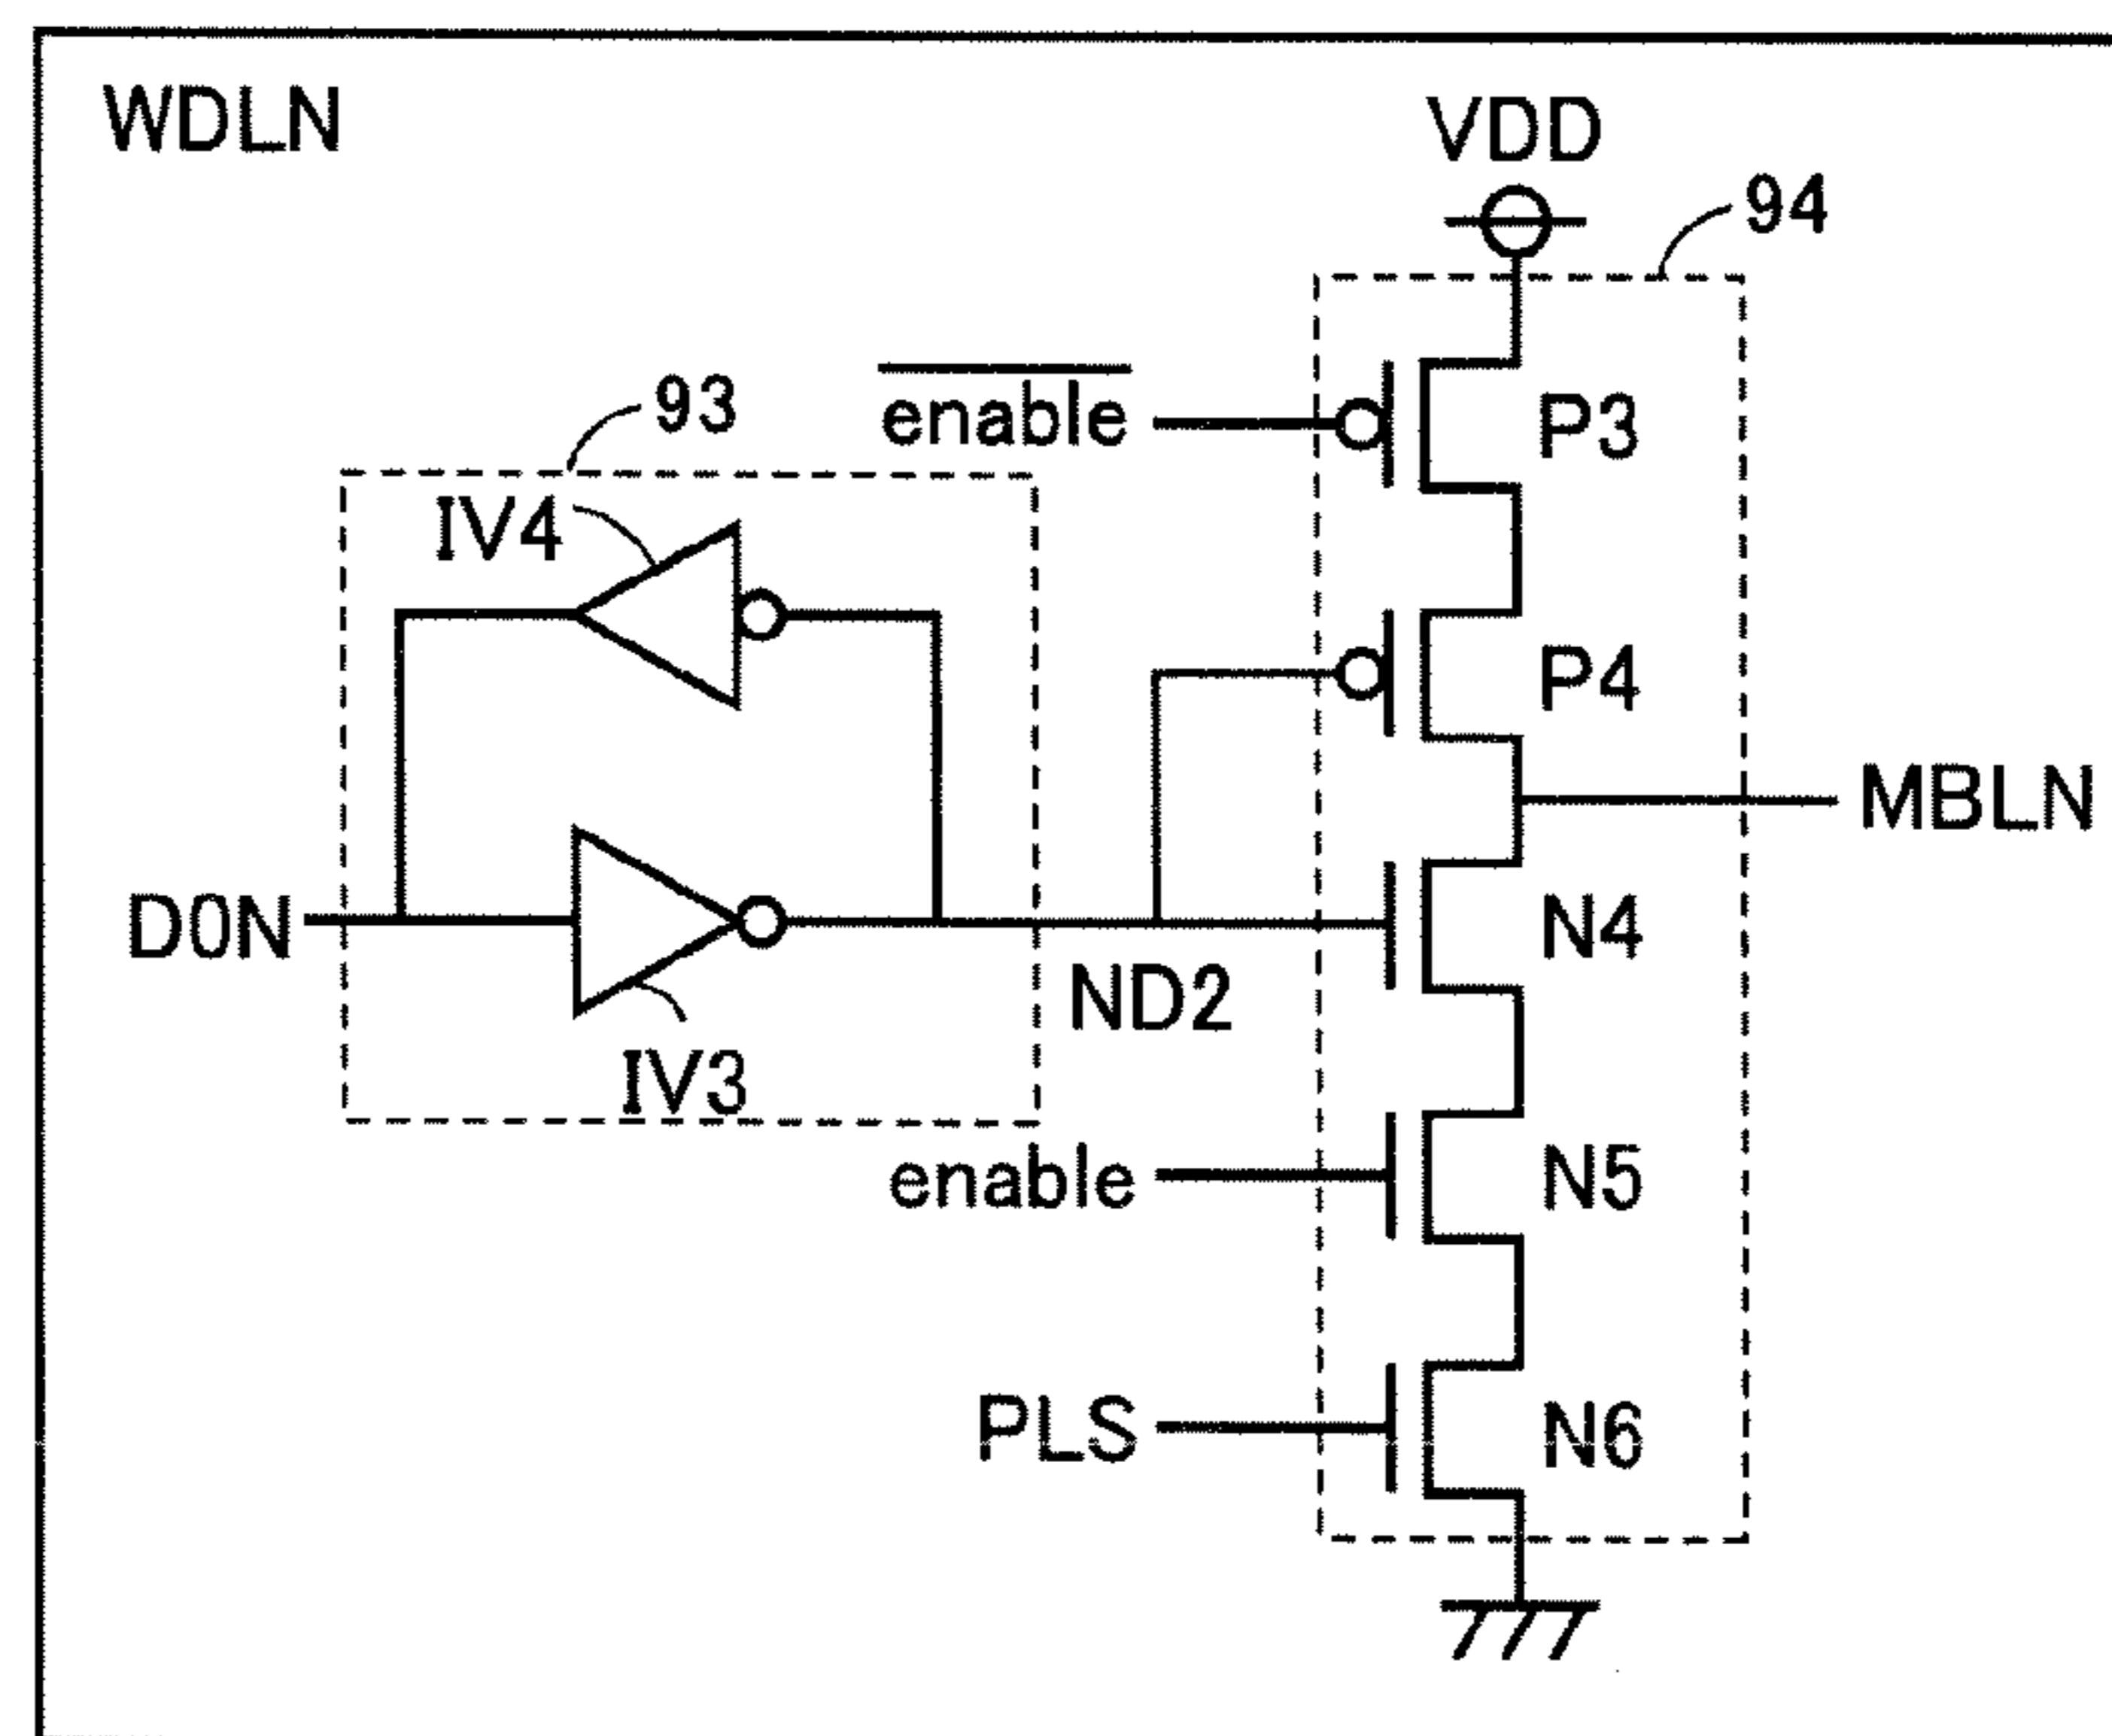 WDLN
VDD
94
93
enable
P3
IV4
P4
MBLN
D0N
N4
ND2
IV3
enable
N5
PLS
N6